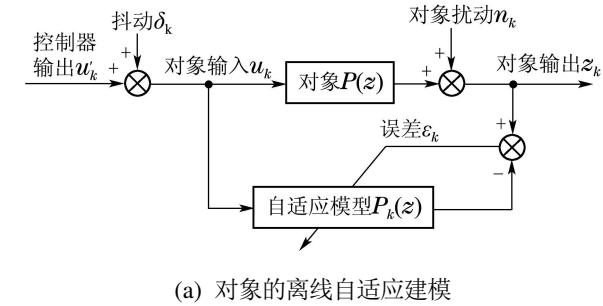 抖动δk
对象扰动nk
控制器
输出u′k
+
+
对象输入uk
对象P(z)
+
+
对象输出zk
误差εk
+
−
自适应模型Pk(z)
(a) 对象的离线自适应建模